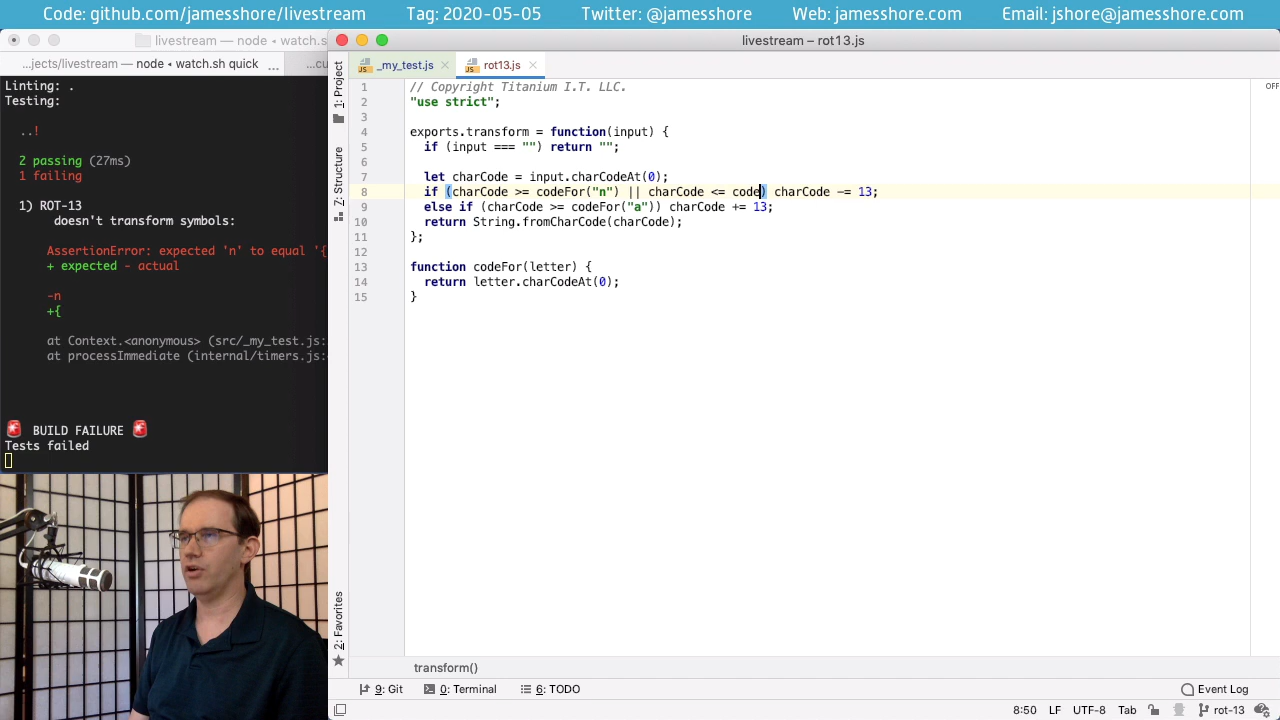 Code: github.com/jamesshore/livestream Tag: 2020-05-05 Twitter: @jamesshore Web: jamesshore.com Email: jshore@jamesshore.com
livestream — node ◂ watch.s
livestream – rot13.js
...jects/livestream — node ◂ watch.sh quick ... ...cu
_my_test.js
rot13.js
Linting: .
Testing:
..!
2 passing (27ms)
1 failing
1) ROT-13
doesn't transform symbols:
AssertionError: expected 'n' to equal '{
+ expected - actual
-n
+{
at Context.<anonymous> (src/_my_test.js:
at processImmediate (internal/timers.js:
🚨 BUILD FAILURE 🚨
Tests failed
1: Project
7: Structure
2: Favorites
1 // Copyright Titanium I.T. LLC.
2 "use strict";
3
4 exports.transform = function(input) {
5 if (input === "") return "";
6
7 let charCode = input.charCodeAt(0);
8 if (charCode >= codeFor("n") || charCode <= code) charCode -= 13;
9 else if (charCode >= codeFor("a")) charCode += 13;
10 return String.fromCharCode(charCode);
11 };
12
13 function codeFor(letter) {
14 return letter.charCodeAt(0);
15 }
OFF
transform()
9: Git 0: Terminal 6: TODO Event Log
8:50 LF UTF-8 Tab rot-13